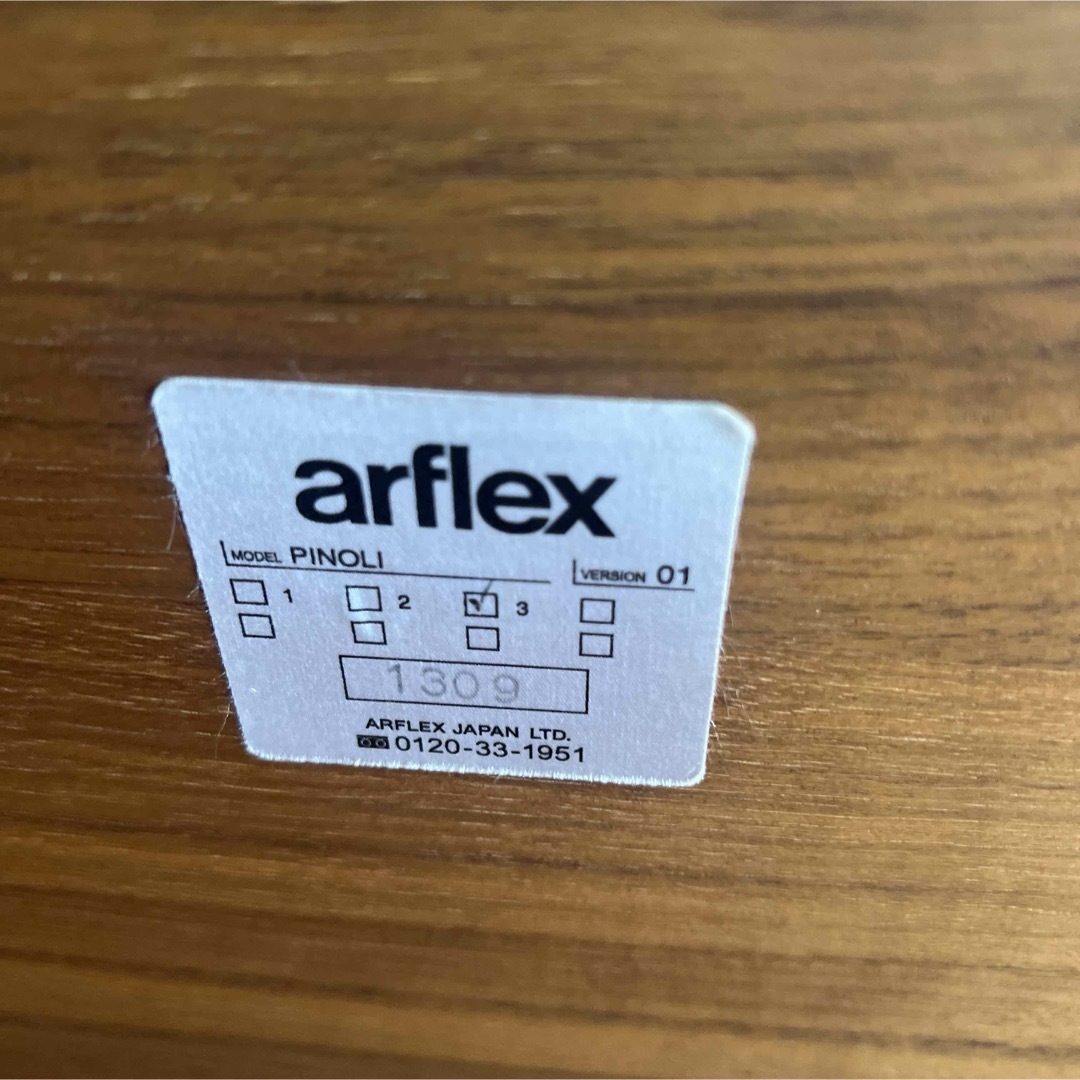 arflex
MODEL PINOLI VERSION 01
1 2 3
1309
ARFLEX JAPAN LTD.
0120-33-1951